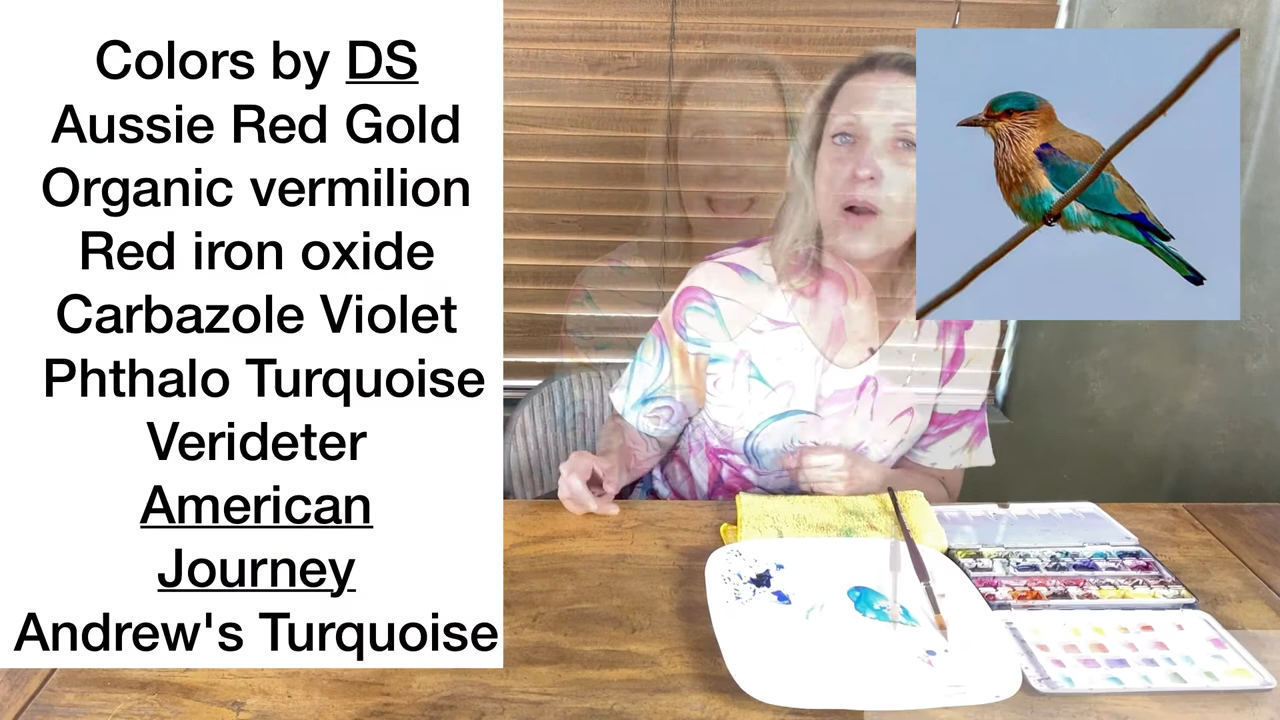 Colors by DS
Aussie Red Gold
Organic vermilion
Red iron oxide
Carbazole Violet
Phthalo Turquoise
Verideter
American
Journey
Andrew's Turquoise